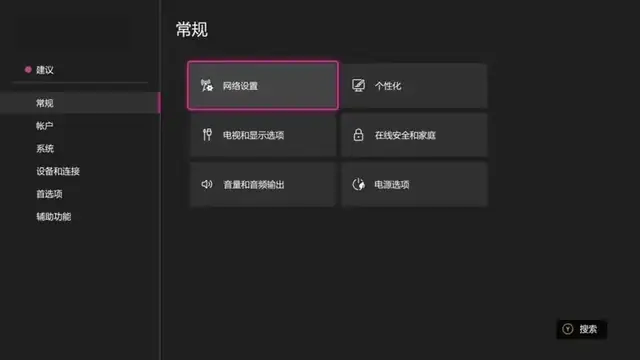 常规
建议
常规
帐户
系统
设备和连接
首选项
辅助功能
网络设置
个性化
电视和显示选项
在线安全和家庭
音量和音频输出
电源选项
Y 搜索